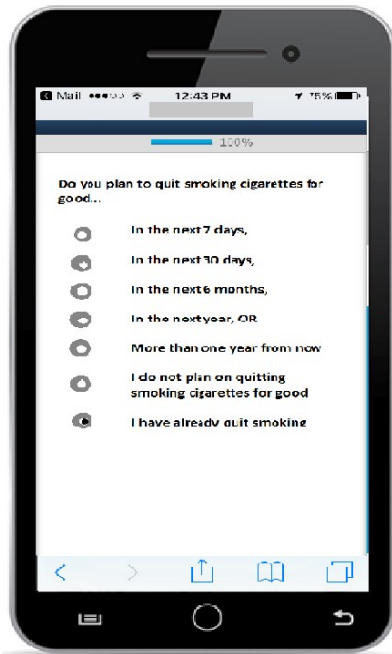 Mail 12:43 PM 75%
100%
Do you plan to quit smoking cigarettes for
good...
In the next 7 days,
In the next 30 days,
In the next 6 months,
In the next year, OR
More than one year from now
I do not plan on quitting
smoking cigarettes for good
I have already quit smoking